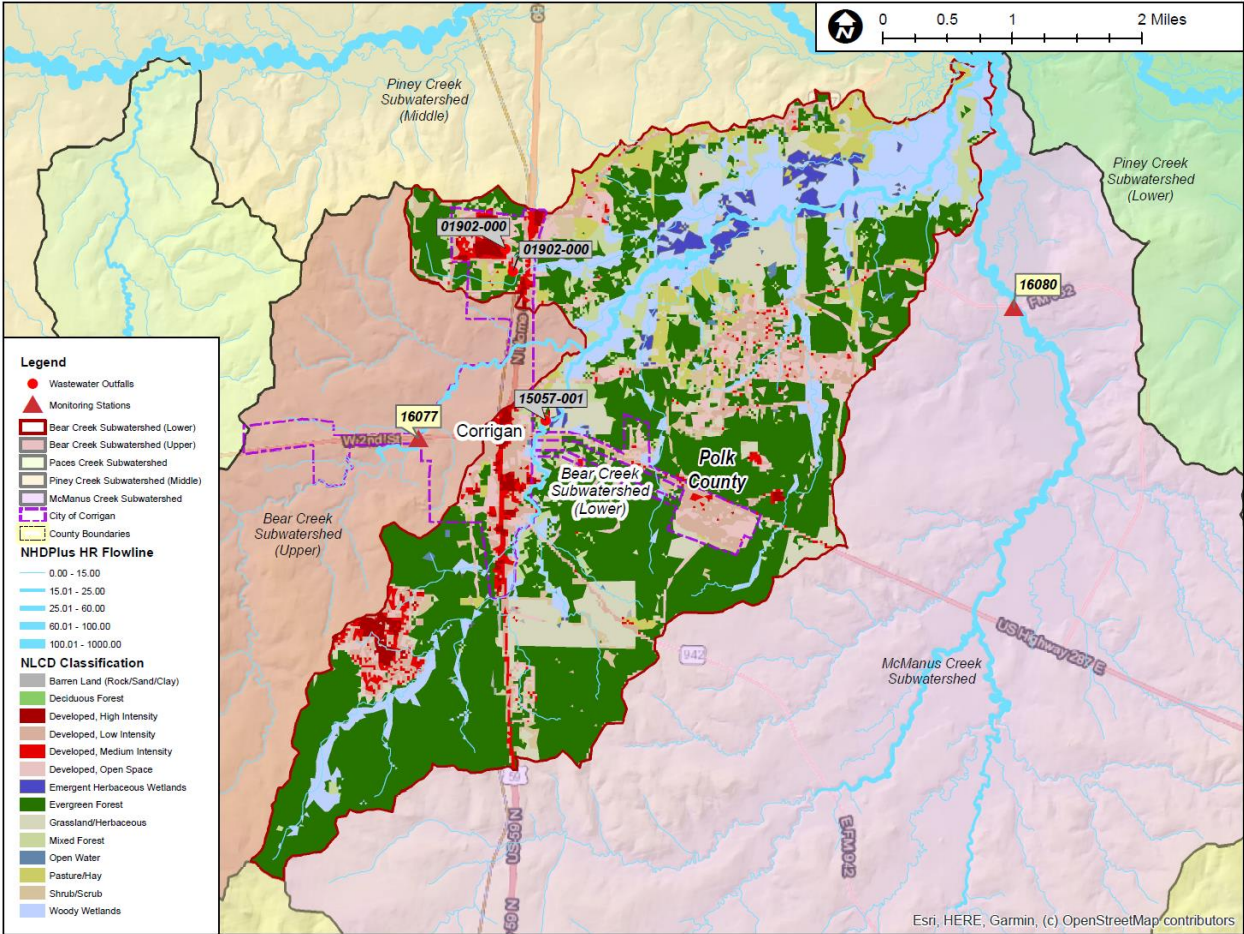 0 0.5 1 2 Miles
N
59
Piney Creek
Subwatershed
(Middle)
Piney Creek
Subwatershed
(Lower)
01902-000
01902-000
16080
15057-001
16077
W 2nd St
Corrigan
Polk
County
Bear Creek
Subwatershed
(Lower)
Bear Creek
Subwatershed
(Upper)
US Highway 287 E
942
McManus Creek
Subwatershed
59
US 59 N
E FM 942
Legend
Wastewater Outfalls
Monitoring Stations
Bear Creek Subwatershed (Lower)
Bear Creek Subwatershed (Upper)
Paces Creek Subwatershed
Piney Creek Subwatershed (Middle)
McManus Creek Subwatershed
City of Corrigan
County Boundaries
NHDPlus HR Flowline
0.00 - 15.00
15.01 - 25.00
25.01 - 60.00
60.01 - 100.00
100.01 - 1000.00
NLCD Classification
Barren Land (Rock/Sand/Clay)
Deciduous Forest
Developed, High Intensity
Developed, Low Intensity
Developed, Medium Intensity
Developed, Open Space
Emergent Herbaceous Wetlands
Evergreen Forest
Grassland/Herbaceous
Mixed Forest
Open Water
Pasture/Hay
Shrub/Scrub
Woody Wetlands
Esri, HERE, Garmin, (c) OpenStreetMap contributors